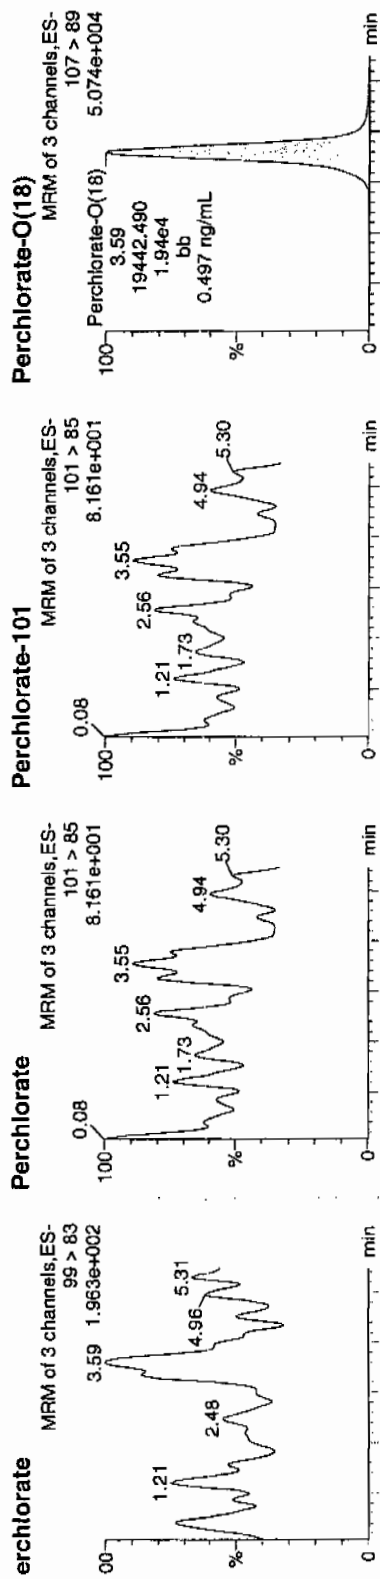 erchlorate
MRM of 3 channels,ES-
99 > 83
1.963e+002
3.59
1.21
2.48
4.96
5.31
00
%
0
min
Perchlorate
MRM of 3 channels,ES-
101 > 85
8.161e+001
0.08
100
1.21
1.73
2.56
3.55
4.94
5.30
%
0
min
Perchlorate-101
MRM of 3 channels,ES-
101 > 85
8.161e+001
0.08
100
1.21
1.73
2.56
3.55
4.94
5.30
%
0
min
Perchlorate-O(18)
MRM of 3 channels,ES-
107 > 89
5.074e+004
100
Perchlorate-O(18)
3.59
19442.490
1.94e4
bb
0.497 ng/mL
%
0
min